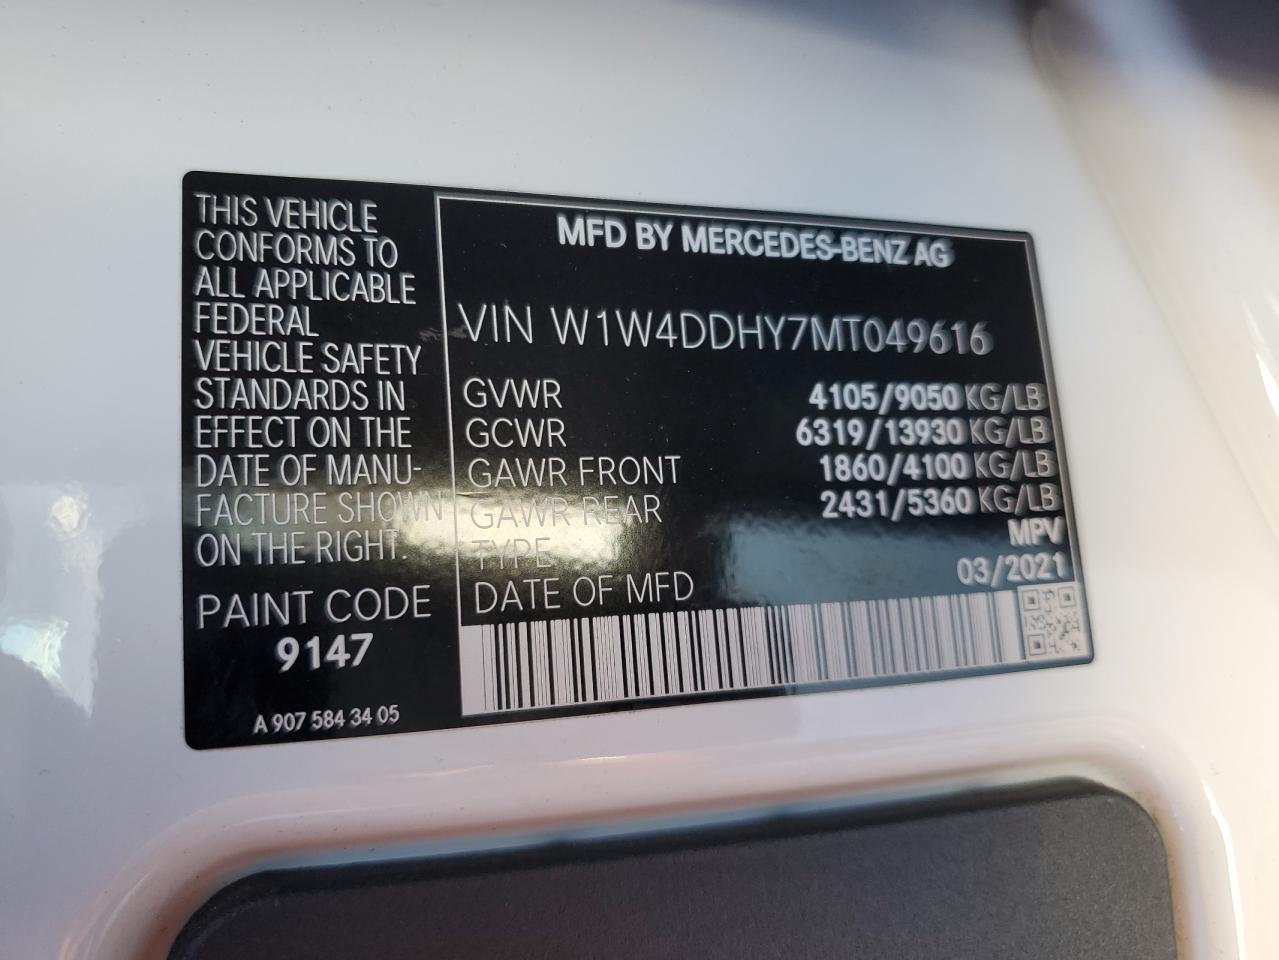 THIS VEHICLE
CONFORMS TO
ALL APPLICABLE
FEDERAL
VEHICLE SAFETY
STANDARDS IN
EFFECT ON THE
DATE OF MANU-
FACTURE SHOWN
ON THE RIGHT.
PAINT CODE
9147
A 907 584 34 05
MFD BY MERCEDES-BENZ AG
VIN W1W4DDHY7MT049616
GVWR 4105/9050 KG/LB
GCWR 6319/13930 KG/LB
GAWR FRONT 1860/4100 KG/LB
GAWR REAR 2431/5360 KG/LB
TYPE MPV
DATE OF MFD 03/2021